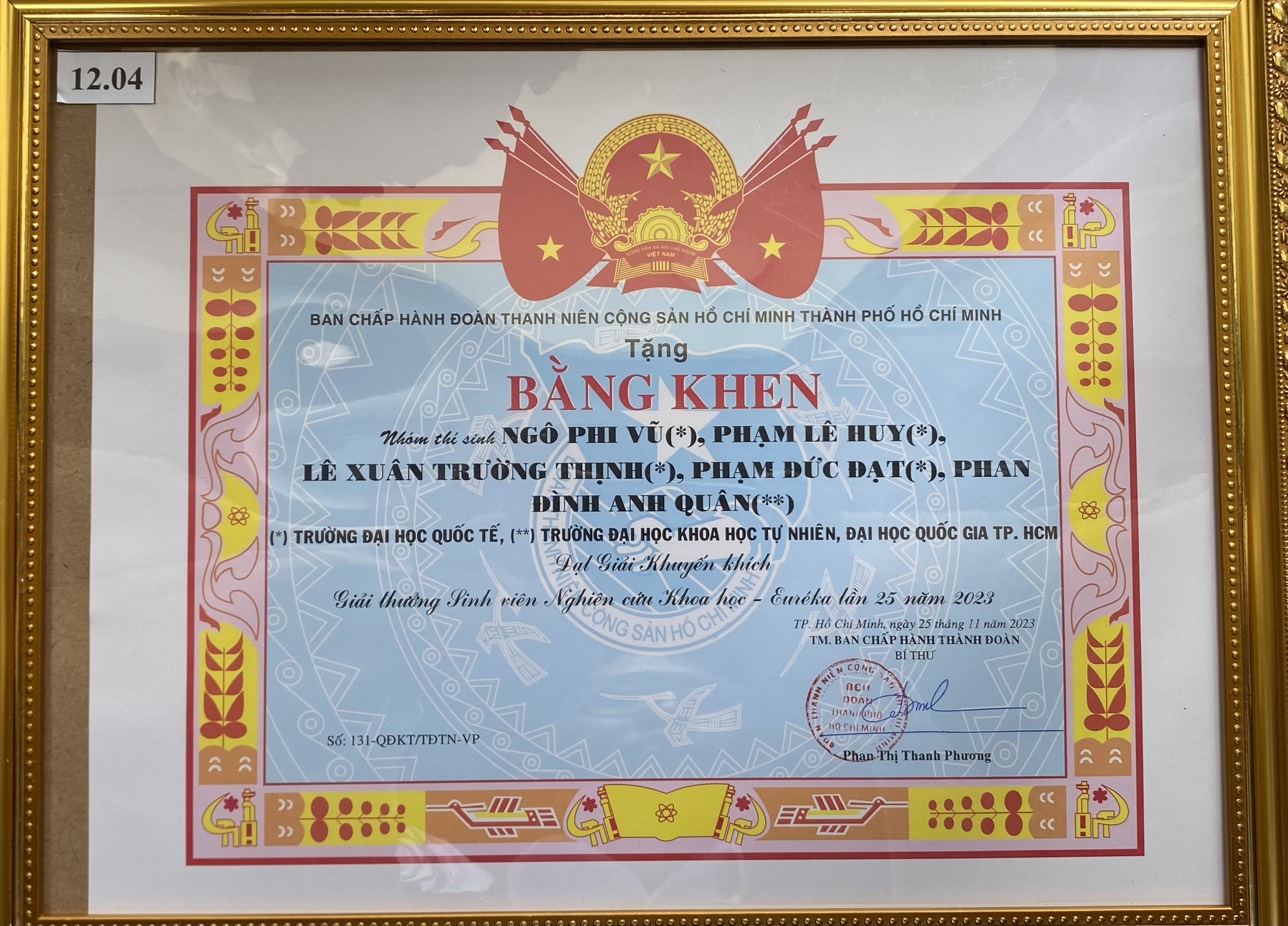 12.04
CỘNG HÒA XÃ HỘI CHỦ NGHĨA
VIỆT NAM
BAN CHẤP HÀNH ĐOÀN THANH NIÊN CỘNG SẢN HỒ CHÍ MINH THÀNH PHỐ HỒ CHÍ MINH
Tặng
BẰNG KHEN
Nhóm thí sinh NGÔ PHI VŨ(*), PHẠM LÊ HUY(*),
LÊ XUÂN TRƯỜNG THỊNH(*), PHẠM ĐỨC ĐẠT(*), PHAN
ĐÌNH ANH QUÂN(**)
(*) TRƯỜNG ĐẠI HỌC QUỐC TẾ, (**) TRƯỜNG ĐẠI HỌC KHOA HỌC TỰ NHIÊN, ĐẠI HỌC QUỐC GIA TP. HCM
Đạt Giải Khuyến khích
Giải thưởng Sinh viên Nghiên cứu Khoa học – Euréka lần 25 năm 2023
TP. Hồ Chí Minh, ngày 25 tháng 11 năm 2023
TM. BAN CHẤP HÀNH THÀNH ĐOÀN
BÍ THƯ
BCH
ĐOÀN
THÀNH PHỐ
HỒ CHÍ MINH
Số: 131-QĐKT/TĐTN-VP
Phan Thị Thanh Phương